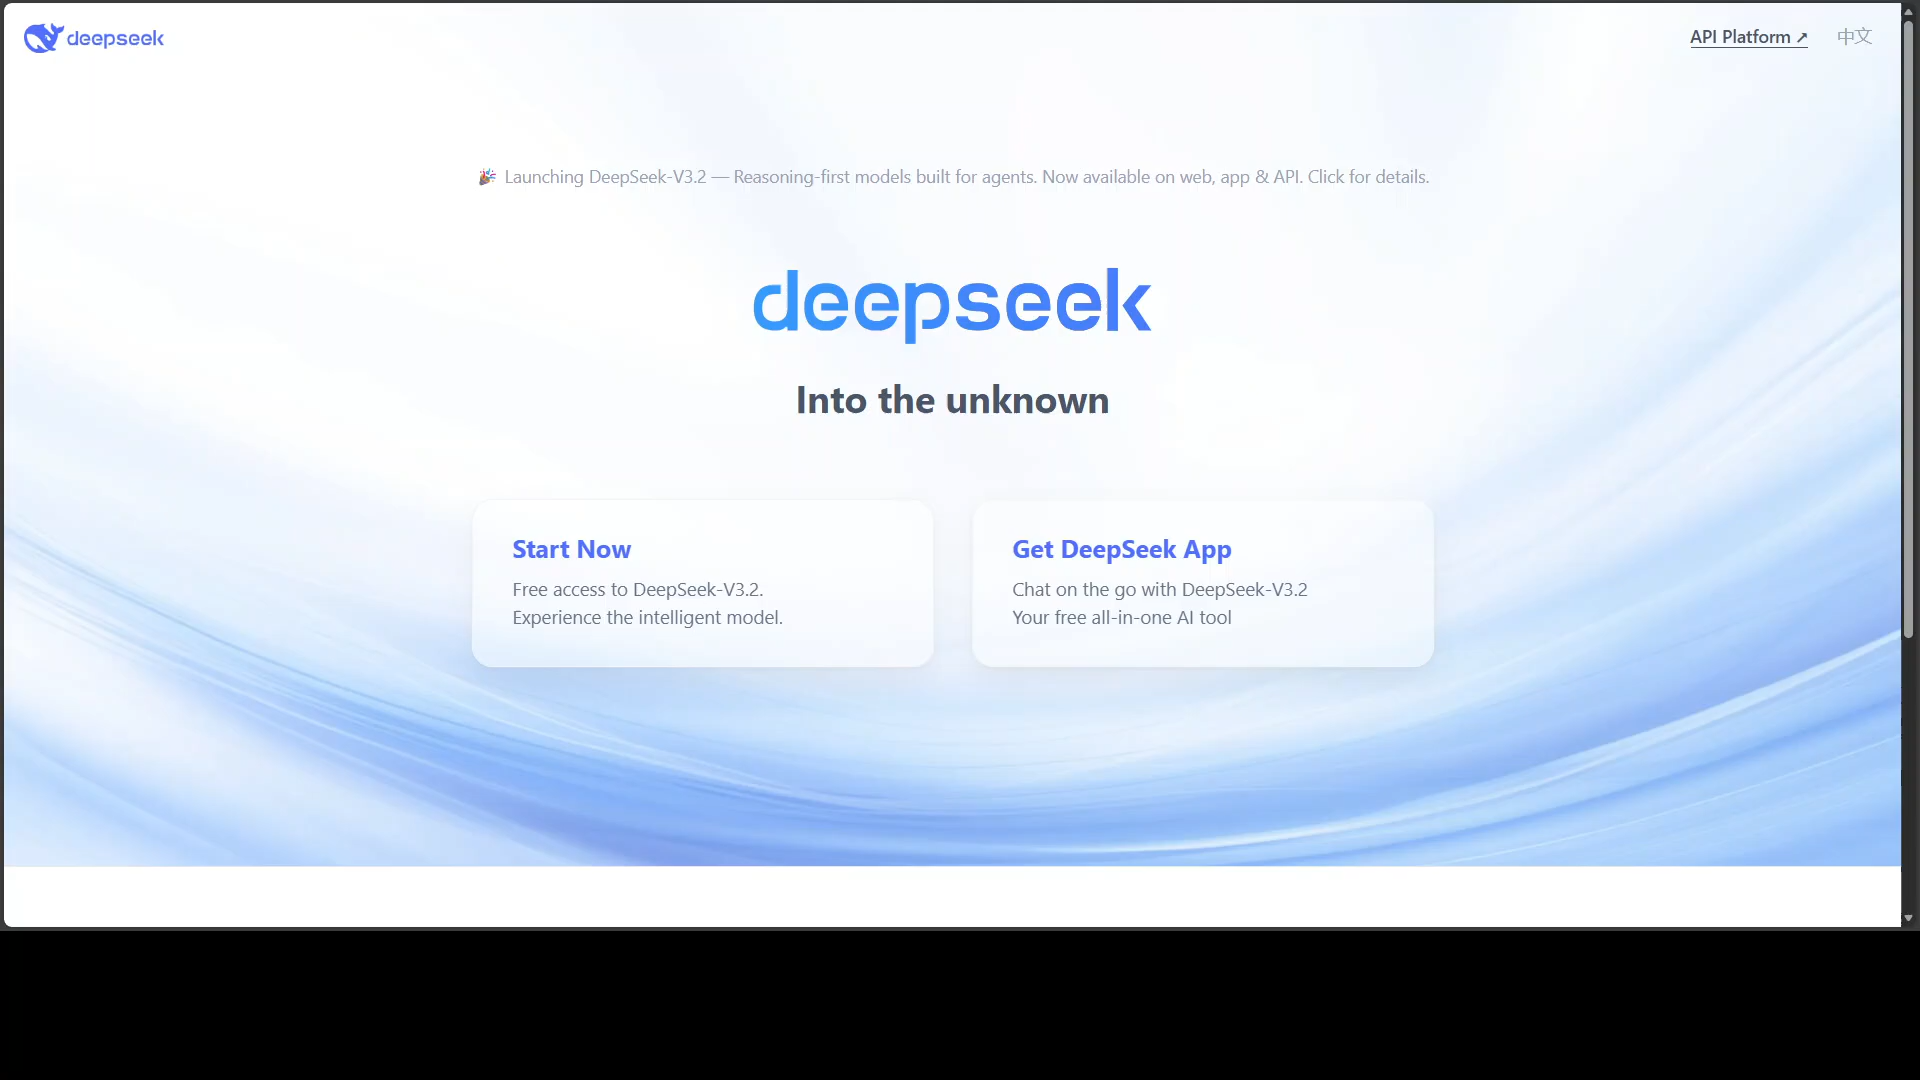 deepseek
API Platform ↗
中文
🎉 Launching DeepSeek-V3.2 — Reasoning-first models built for agents. Now available on web, app & API. Click for details.
deepseek
Into the unknown
Start Now
Free access to DeepSeek-V3.2.
Experience the intelligent model.
Get DeepSeek App
Chat on the go with DeepSeek-V3.2
Your free all-in-one AI tool